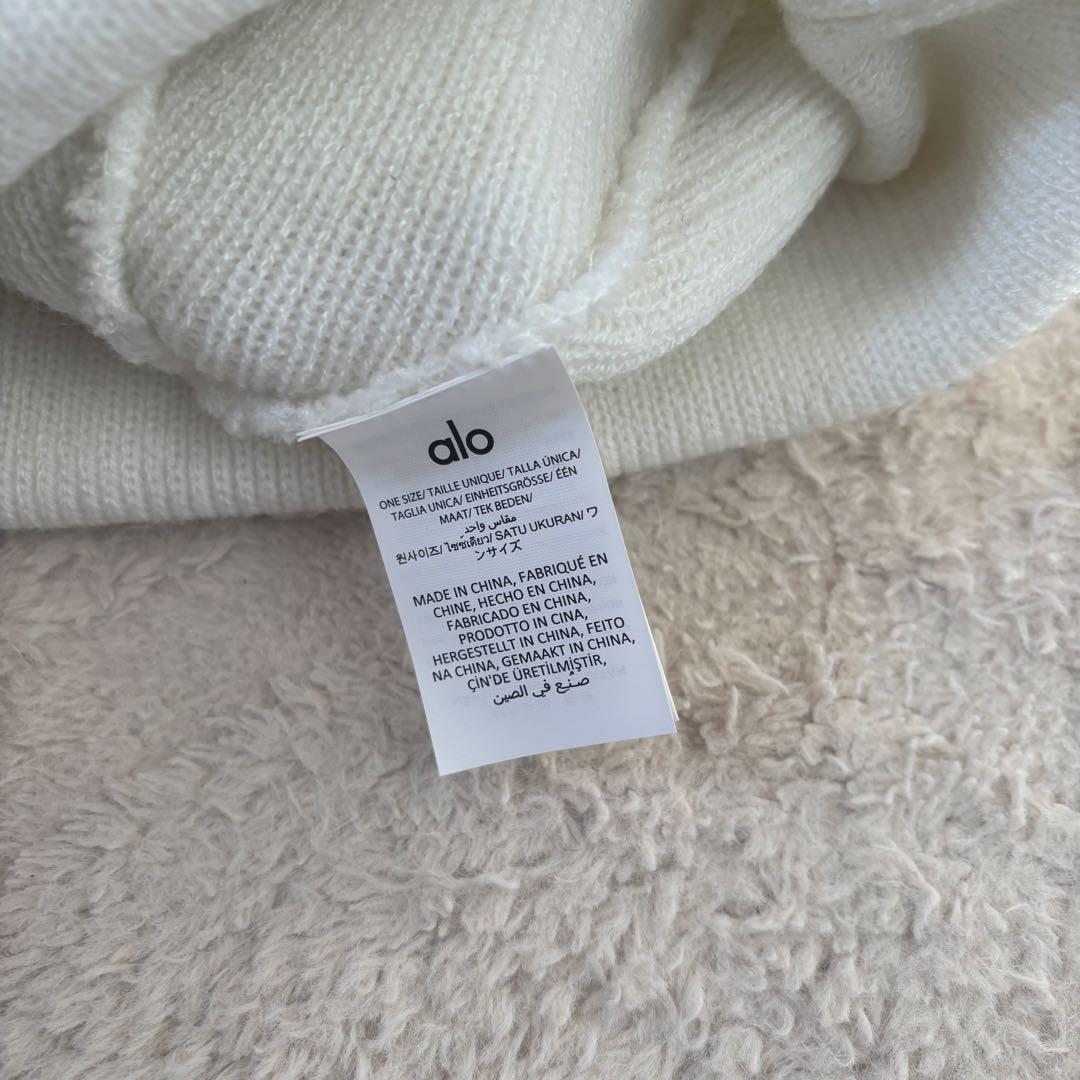 alo
ONE SIZE/ TAILLE UNIQUE/ TALLA ÚNICA/
TAGLIA UNICA/ EINHEITSGRÖSSE/ ÉÉN
MAAT/ TEK BEDEN/
مقاس واحد/
원사이즈/ ไซซ์เดียว/ SATU UKURAN/ ワ
ンサイズ
MADE IN CHINA, FABRIQUÉ EN
CHINE, HECHO EN CHINA,
FABRICADO EN CHINA,
PRODOTTO IN CINA,
HERGESTELLT IN CHINA, FEITO
NA CHINA, GEMAAKT IN CHINA,
ÇİN'DE ÜRETİLMİŞTİR,
صُنِع في الصين